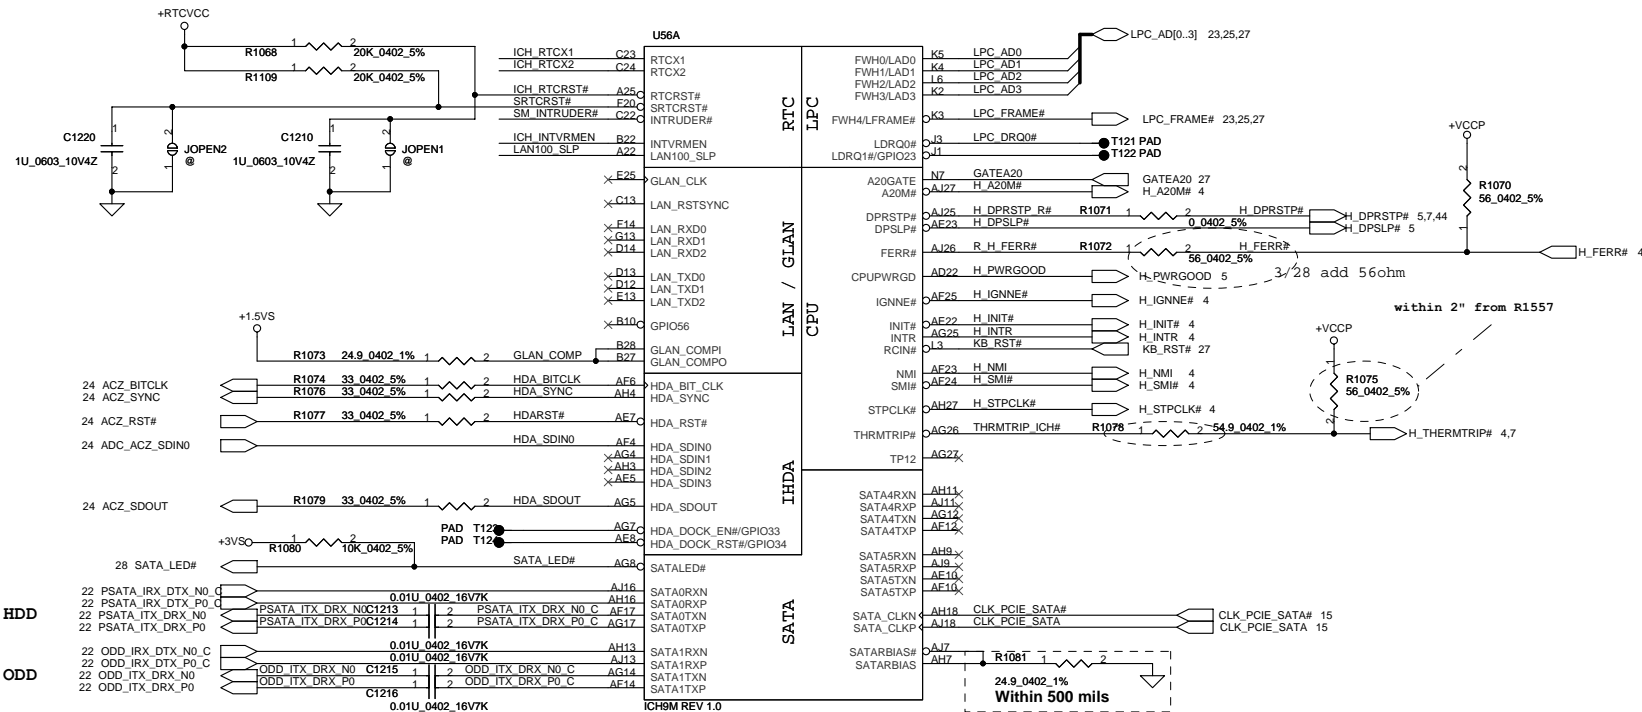 +RTCVCC
R1068 1 2 20K_0402_5%
R1109 1 2 20K_0402_5%
C1220
1U_0603_10V4Z
1
2
2
1
JOPEN2
@
C1210
1U_0603_10V4Z
1
2
2
1
JOPEN1
@
U56A
ICH_RTCX1 C23 RTCX1
ICH_RTCX2 C24 RTCX2
ICH_RTCRST# A25 RTCRST#
SRTCRST# F20 SRTCRST#
SM_INTRUDER# C22 INTRUDER#
ICH_INTVRMEN B22 INTVRMEN
LAN100_SLP A22 LAN100_SLP
E25 GLAN_CLK
C13 LAN_RSTSYNC
F14 LAN_RXD0
G13 LAN_RXD1
D14 LAN_RXD2
D13 LAN_TXD0
D12 LAN_TXD1
E13 LAN_TXD2
B10 GPIO56
+1.5VS
R1073 24.9_0402_1% 1 2 GLAN_COMP
B28 GLAN_COMPI
B27 GLAN_COMPO
24 ACZ_BITCLK R1074 33_0402_5% 1 2 HDA_BITCLK AF6 HDA_BIT_CLK
24 ACZ_SYNC R1076 33_0402_5% 1 2 HDA_SYNC AH4 HDA_SYNC
24 ACZ_RST# R1077 33_0402_5% 1 2 HDARST# AE7 HDA_RST#
24 ADC_ACZ_SDIN0 HDA_SDIN0 AF4 HDA_SDIN0
AG4 HDA_SDIN1
AH3 HDA_SDIN2
AE5 HDA_SDIN3
24 ACZ_SDOUT R1079 33_0402_5% 1 2 HDA_SDOUT AG5 HDA_SDOUT
PAD AG7 HDA_DOCK_EN#/GPIO33
PAD AE8 HDA_DOCK_RST#/GPIO34
+3VS R1080 1 2 10K_0402_5%
28 SATA_LED# SATA_LED# AG8 SATALED#
HDD
22 PSATA_IRX_DTX_N0_C AJ16 SATA0RXN
22 PSATA_IRX_DTX_P0_C 0.01U_0402_16V7K AH16 SATA0RXP
22 PSATA_ITX_DRX_N0 PSATA_ITX_DRX_N0 C1213 1 2 PSATA_ITX_DRX_N0_C AF17 SATA0TXN
22 PSATA_ITX_DRX_P0 PSATA_ITX_DRX_P0 C1214 1 2 PSATA_ITX_DRX_P0_C AG17 SATA0TXP
0.01U_0402_16V7K
ODD
22 ODD_IRX_DTX_N0_C AH13 SATA1RXN
22 ODD_IRX_DTX_P0_C 0.01U_0402_16V7K AJ13 SATA1RXP
22 ODD_ITX_DRX_N0 ODD_ITX_DRX_N0 C1215 1 2 ODD_ITX_DRX_N0_C AG14 SATA1TXN
22 ODD_ITX_DRX_P0 ODD_ITX_DRX_P0 1 2 ODD_ITX_DRX_P0_C AF14 SATA1TXP
C1216
0.01U_0402_16V7K
RTC
LPC
LAN / GLAN
CPU
IHDA
SATA
ICH9M REV 1.0
FWH0/LAD0 K5 LPC_AD0
FWH1/LAD1 K4 LPC_AD1
FWH2/LAD2 L6 LPC_AD2
FWH3/LAD3 K2 LPC_AD3
LPC_AD[0..3] 23,25,27
FWH4/LFRAME# K3 LPC_FRAME# LPC_FRAME# 23,25,27
LDRQ0# J3 LPC_DRQ0# T121 PAD
LDRQ1#/GPIO23 J1 T122 PAD
A20GATE N7 GATEA20 GATEA20 27
A20M# AJ27 H_A20M# H_A20M# 4
DPRSTP# AJ25 H_DPRSTP_R# R1071 1 2 0_0402_5% H_DPRSTP# H_DPRSTP# 5,7,44
DPSLP# AE23 H_DPSLP# H_DPSLP# 5
+VCCP
2
R1070
56_0402_5%
1
FERR# AJ26 R_H_FERR# R1072 1 2 56_0402_5% H_FERR# H_FERR# 4
3/28 add 56ohm
CPUPWRGD AD22 H_PWRGOOD H_PWRGOOD 5
IGNNE# AF25 H_IGNNE# H_IGNNE# 4
INIT# AE22 H_INIT# H_INIT# 4
INTR AG25 H_INTR H_INTR 4
RCIN# L3 KB_RST# KB_RST# 27
NMI AF23 H_NMI H_NMI 4
SMI# AF24 H_SMI# H_SMI# 4
STPCLK# AH27 H_STPCLK# H_STPCLK# 4
within 2" from R1557
+VCCP
1
R1075
56_0402_5%
2
THRMTRIP# AG26 THRMTRIP_ICH# R1078 1 2 54.9_0402_1% H_THERMTRIP# 4,7
TP12 AG27
SATA4RXN AH11
SATA4RXP AJ11
SATA4TXN AG12
SATA4TXP AF12
SATA5RXN AH9
SATA5RXP AJ9
SATA5TXN AE10
SATA5TXP AF10
SATA_CLKN AH18 CLK_PCIE_SATA# CLK_PCIE_SATA# 15
SATA_CLKP AJ18 CLK_PCIE_SATA CLK_PCIE_SATA 15
SATARBIAS# AJ7
SATARBIAS AH7 R1081 1 2
24.9_0402_1%
Within 500 mils